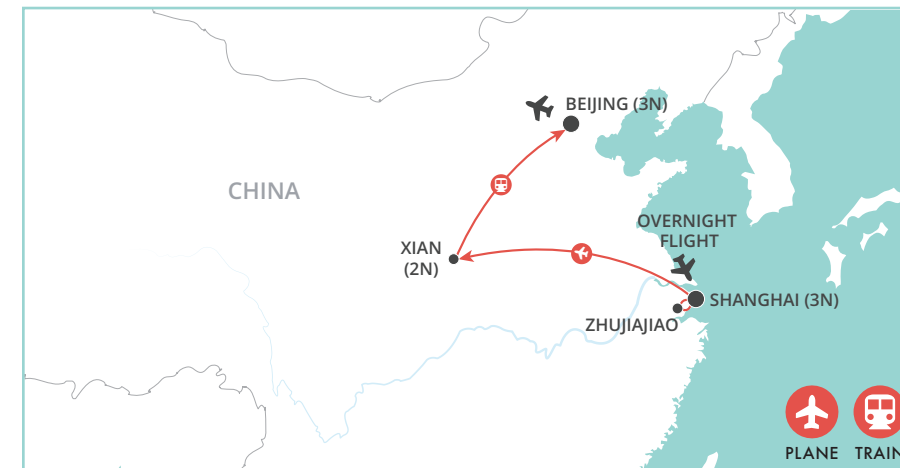 BEIJING (3N)
CHINA
OVERNIGHT
FLIGHT
XIAN
(2N)
SHANGHAI (3N)
ZHUJIAJIAO
PLANE TRAIN